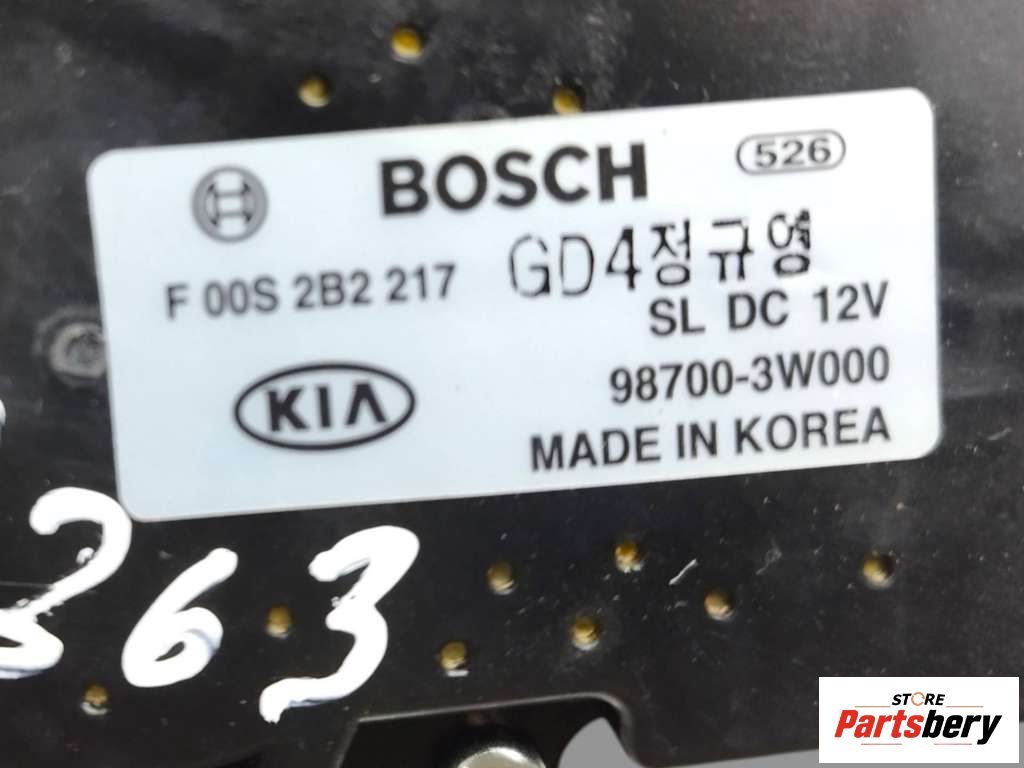 BOSCH
526
F 00S 2B2 217
GD4정규영
SL DC 12V
KIA
98700-3W000
MADE IN KOREA
363
STORE
Partsbery